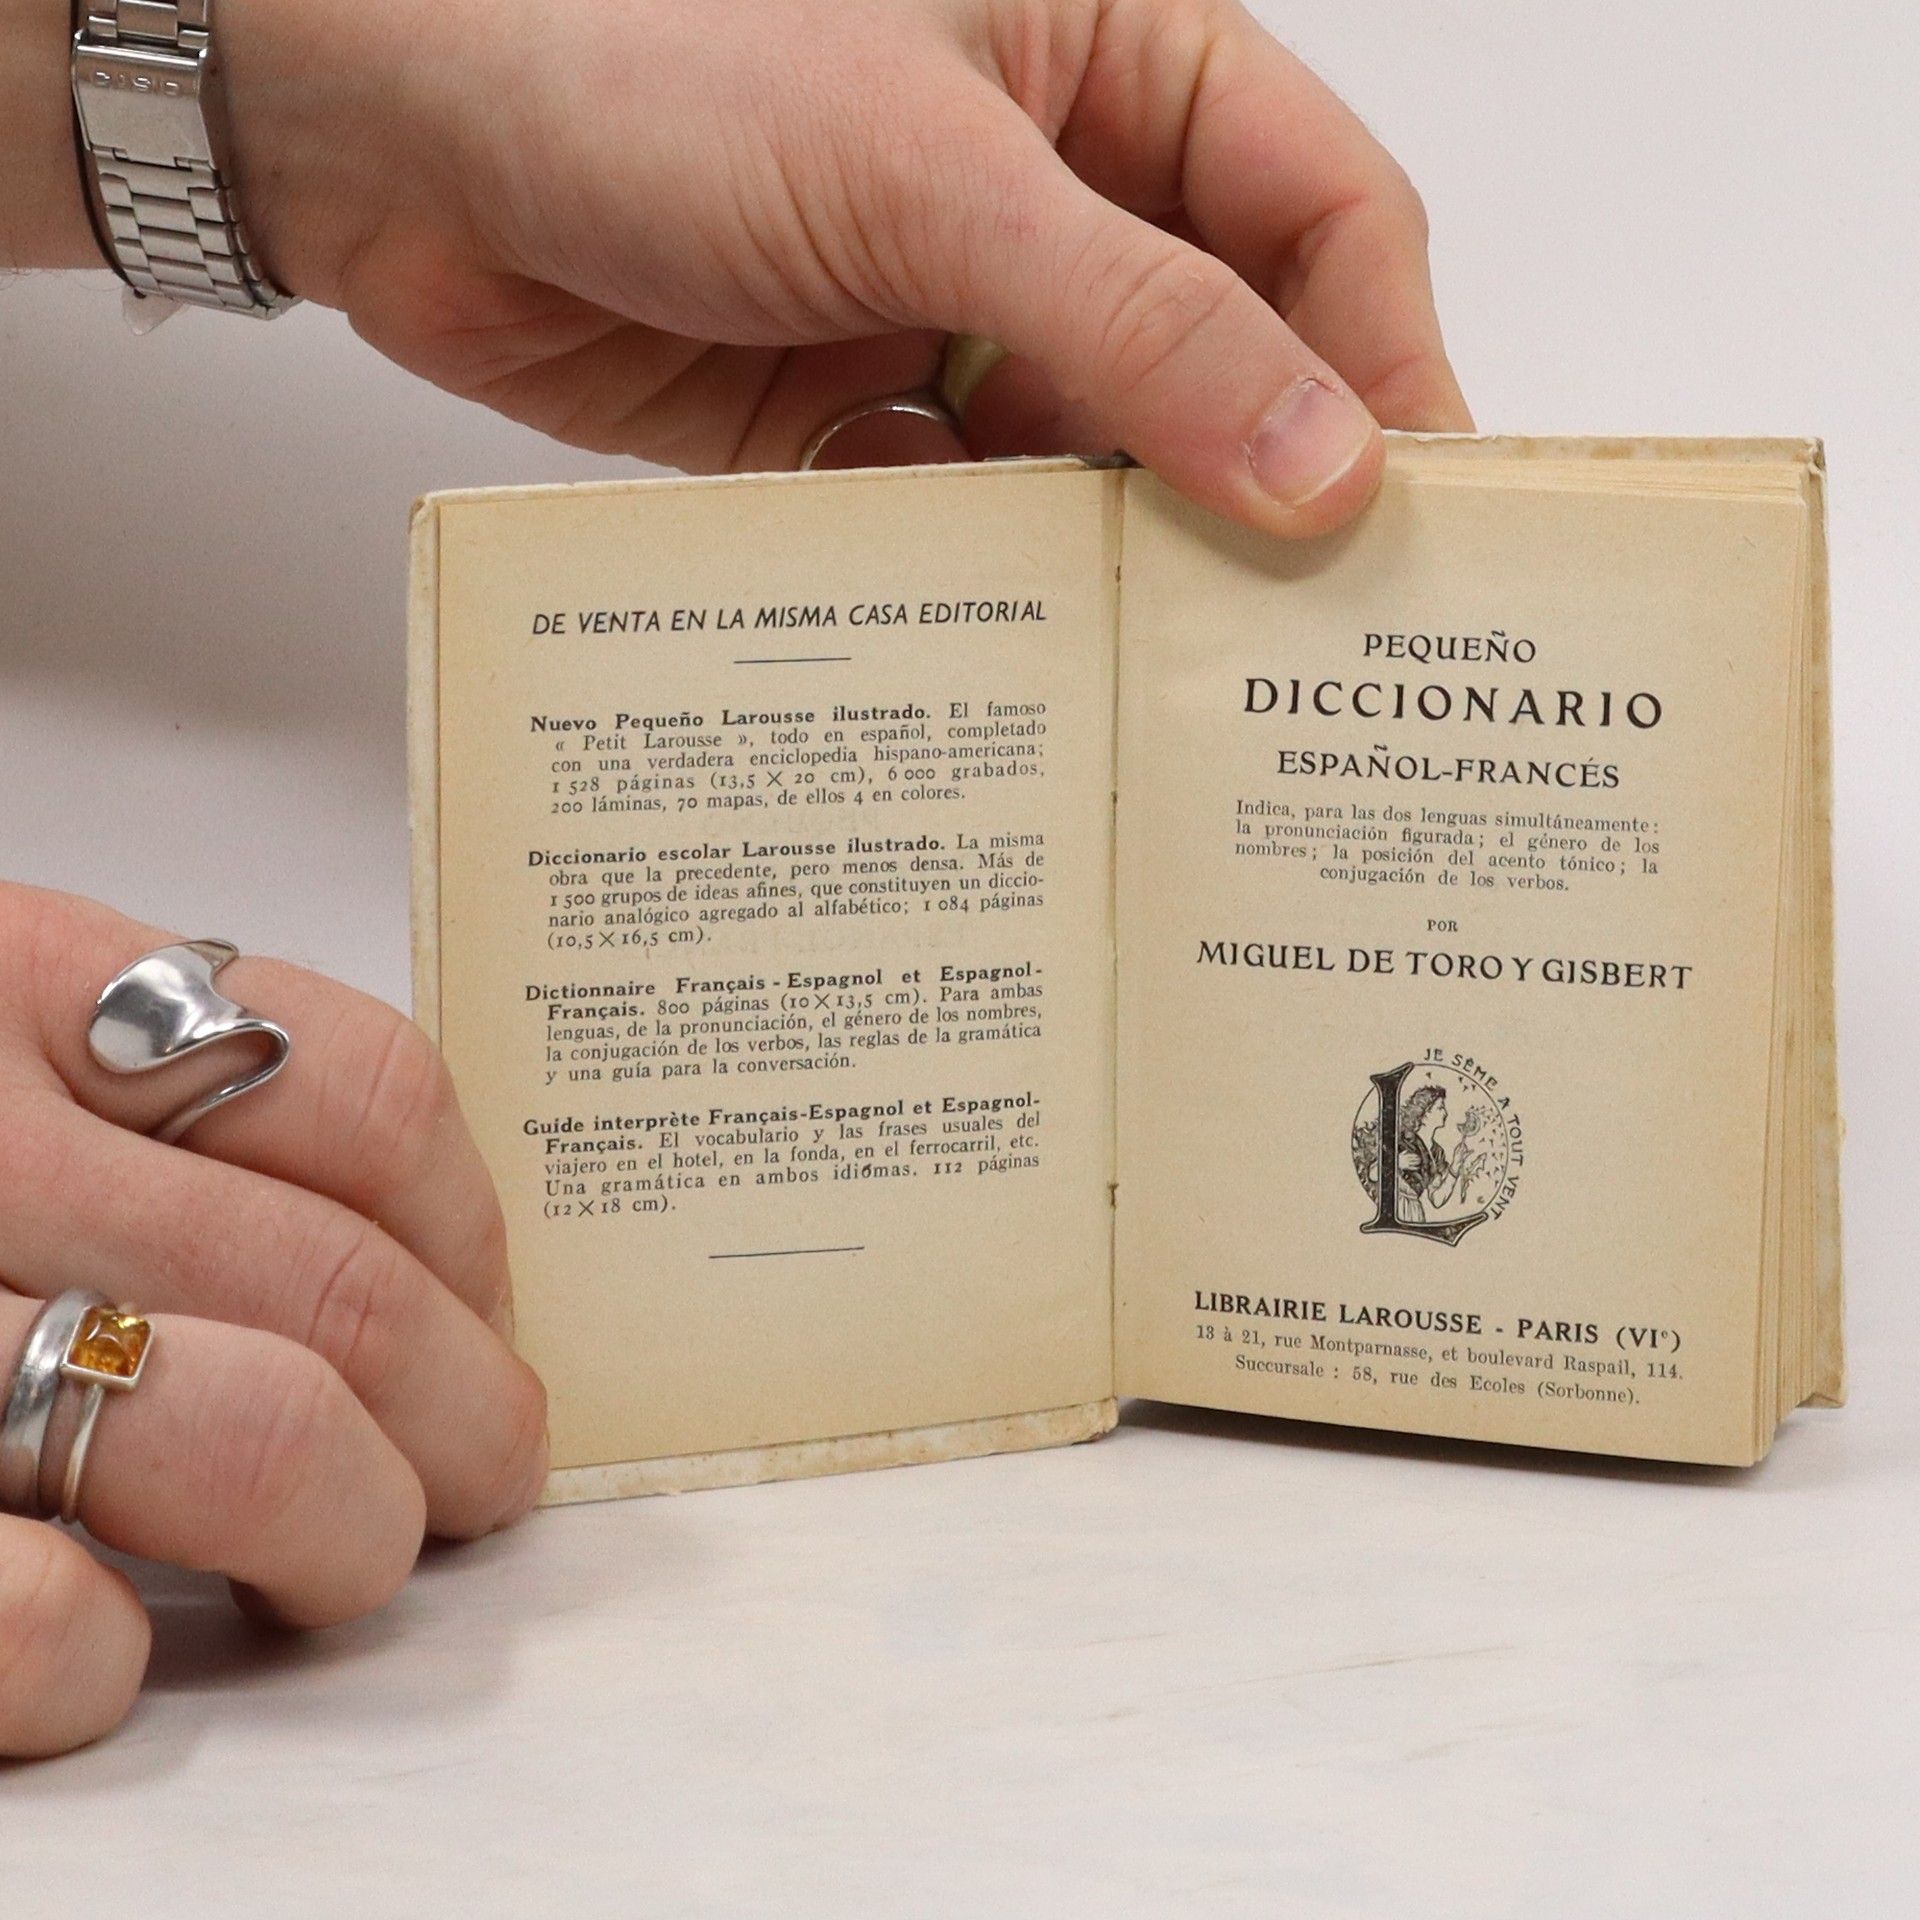 CASIO
DE VENTA EN LA MISMA CASA EDITORIAL
Nuevo Pequeño Larousse ilustrado. El famoso
« Petit Larousse », todo en español, completado
con una verdadera enciclopedia hispano-americana;
1 528 páginas (13,5 X 20 cm), 6 000 grabados,
200 láminas, 70 mapas, de ellos 4 en colores.
Diccionario escolar Larousse ilustrado. La misma
obra que la precedente, pero menos densa. Más de
1 500 grupos de ideas afines, que constituyen un diccio-
nario analógico agregado al alfabético; 1 084 páginas
(10,5 X 16,5 cm).
Dictionnaire Français - Espagnol et Espagnol-
Français. 800 páginas (10 X 13,5 cm). Para ambas
lenguas, de la pronunciación, el género de los nombres,
la conjugación de los verbos, las reglas de la gramática
y una guía para la conversación.
Guide interprète Français-Espagnol et Espagnol-
Français. El vocabulario y las frases usuales del
viajero en el hotel, en la fonda, en el ferrocarril, etc.
Una gramática en ambos idiomas. 112 páginas
(12 X 18 cm).
PEQUEÑO
DICCIONARIO
ESPAÑOL-FRANCÉS
Indica, para las dos lenguas simultáneamente:
la pronunciación figurada; el género de los
nombres; la posición del acento tónico; la
conjugación de los verbos.
POR
MIGUEL DE TORO Y GISBERT
JE SÈME A TOUT VENT
L
LIBRAIRIE LAROUSSE - PARIS (VIe)
13 à 21, rue Montparnasse, et boulevard Raspail, 114.
Succursale : 58, rue des Ecoles (Sorbonne).